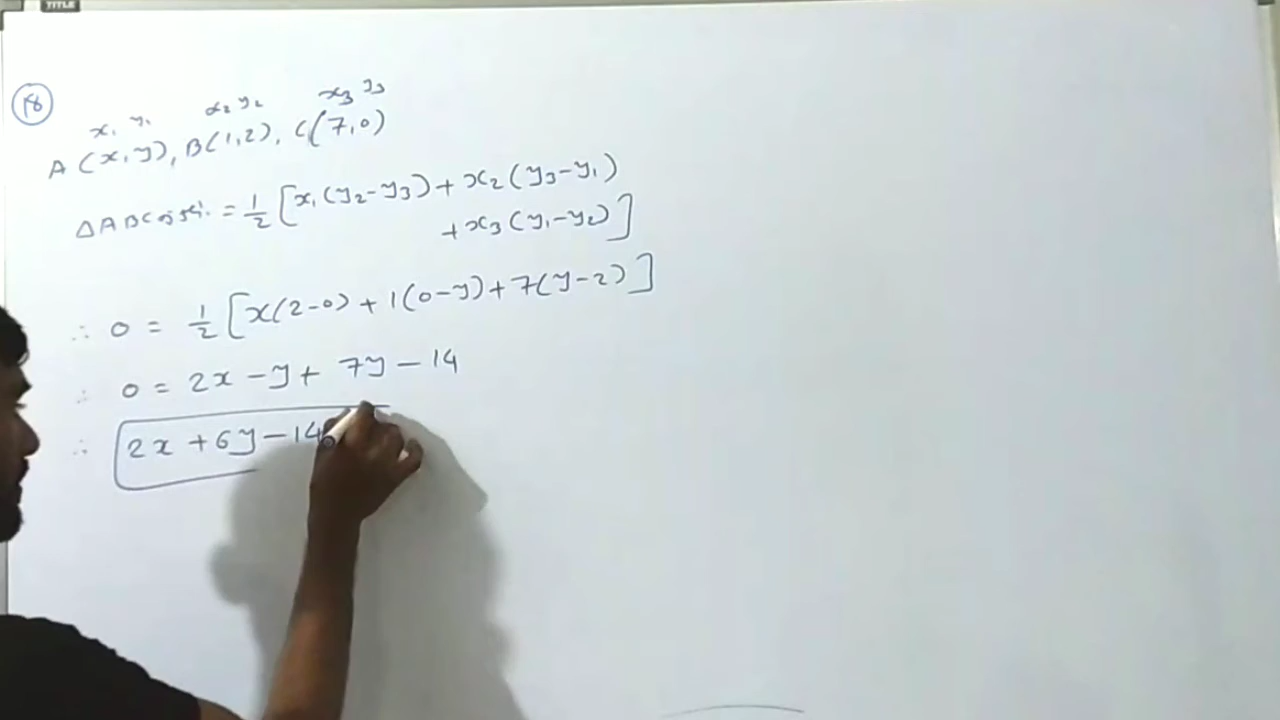 TITLE
18
x₁ y₁ x₂ y₂ x₃ y₃
A (x, y), B(1,2), C(7,0)
△ABC = 1/2 [x₁(y₂-y₃) + x₂(y₃-y₁)
+ x₃(y₁-y₂)]
∴ 0 = 1/2 [x(2-0) + 1(0-y) + 7(y-2)]
∴ 0 = 2x - y + 7y - 14
∴ 2x + 6y - 14